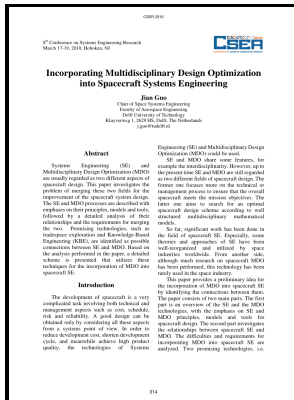 CSER 2010
8th Conference on Systems Engineering Research
March 17-19, 2010, Hoboken, NJ
CSER
Incorporating Multidisciplinary Design Optimization
into Spacecraft Systems Engineering
Jian Guo
Chair of Space Systems Engineering
Faculty of Aerospace Engineering
Delft University of Technology
Kluyverweg 1, 2629 HS, Delft, The Netherlands
j.guo@tudelft.nl
Abstract
Systems Engineering (SE) and
Multidisciplinary Design Optimization (MDO)
are usually regarded as two different aspects of
spacecraft design. This paper investigates the
problem of merging these two fields for the
improvement of the spacecraft system design.
The SE and MDO processes are described with
emphases on their principles, models and tools,
followed by a detailed analysis of their
relationships and the requirements for merging
the two. Promising technologies, such as
tradespace exploration and Knowledge-Based
Engineering (KBE), are identified as possible
connections between SE and MDO. Based on
the analysis performed in the paper, a detailed
scheme is presented that utilizes these
techniques for the incorporation of MDO into
spacecraft SE.
Introduction
The development of spacecraft is a very
complicated task involving both technical and
management aspects such as cost, schedule,
risk and reliability. A good design can be
obtained only by considering all these aspects
from a systems point of view. In order to
reduce development cost, shorten development
cycle, and meanwhile achieve high product
quality, the technologies of Systems
Engineering (SE) and Multidisciplinary Design
Optimization (MDO) could be used.
SE and MDO share some features, for
example the interdisciplinarity. However, up to
the present time SE and MDO are still regarded
as two different fields of spacecraft design. The
former one focuses more on the technical or
management process to ensure that the overall
spacecraft meets the mission objectives. The
latter one aims to search for an optimal
spacecraft design scheme according to well
structured multidisciplinary mathematical
models.
So far, significant work has been done in
the field of spacecraft SE. Especially, some
theories and approaches of SE have been
well-recognized and utilized by space
industries worldwide. From another side,
although much research on spacecraft MDO
has been performed, this technology has been
rarely used in the space industry.
This paper provides a preliminary idea for
the incorporation of MDO into spacecraft SE
by identifying the connections between them.
The paper consists of two main parts. The first
part is an overview of the SE and the MDO
technologies, with the emphasis on SE and
MDO principles, models and tools for
spacecraft design. The second part investigates
the relationships between spacecraft SE and
MDO. The difficulties and requirements for
incorporating MDO into spacecraft SE are
analyzed. Two promising technologies, i.e.